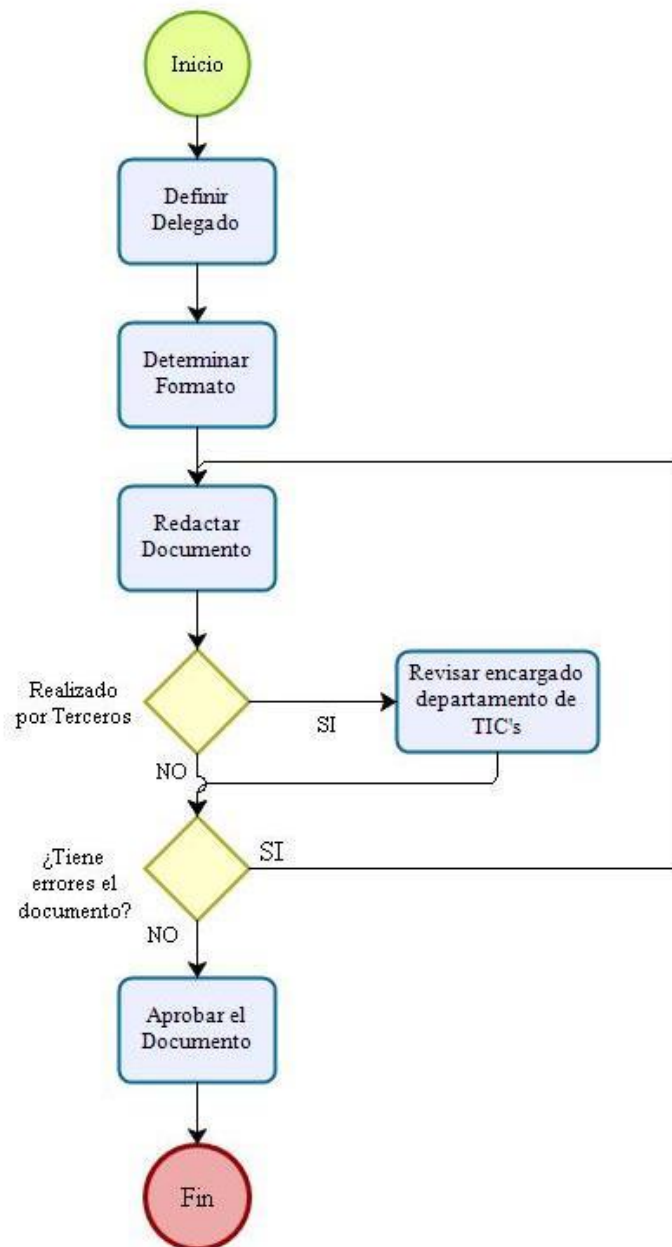 Inicio
Definir
Delegado
Determinar
Formato
Redactar
Documento
Realizado
por Terceros
SI
Revisar encargado
departamento de
TIC's
NO
¿Tiene
errores el
documento?
SI
NO
Aprobar el
Documento
Fin